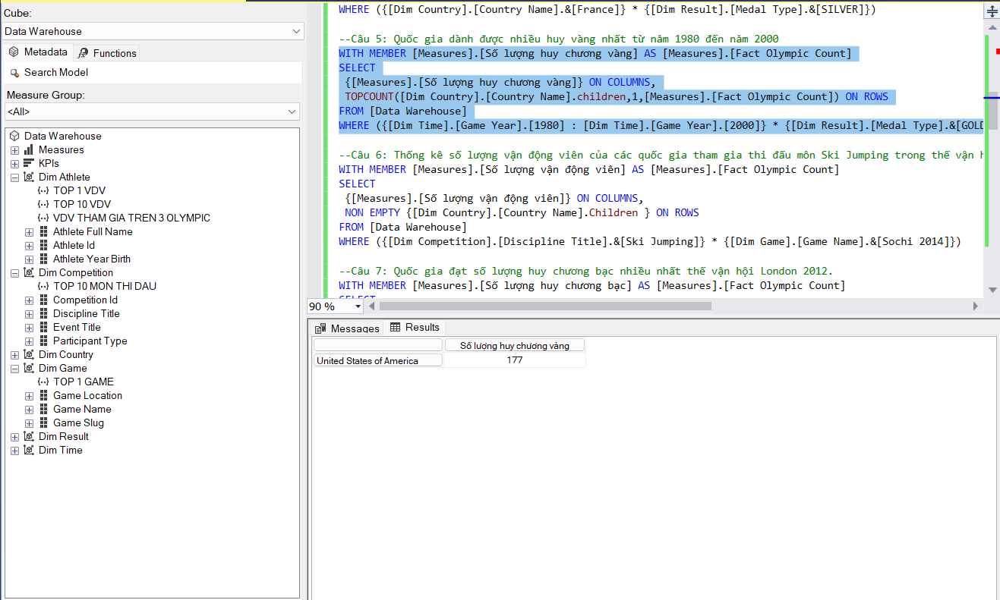 Cube:
Data Warehouse
Metadata
Functions
Search Model
Measure Group:
<All>
Data Warehouse
Measures
KPIs
Dim Athlete
TOP 1 VDV
TOP 10 VDV
VDV THAM GIA TREN 3 OLYMPIC
Athlete Full Name
Athlete Id
Athlete Year Birth
Dim Competition
TOP 10 MON THI DAU
Competition Id
Discipline Title
Event Title
Participant Type
Dim Country
Dim Game
TOP 1 GAME
Game Location
Game Name
Game Slug
Dim Result
Dim Time
WHERE ({[Dim Country].[Country Name].&[France]} * {[Dim Result].[Medal Type].&[SILVER]})
--Câu 5: Quốc gia dành được nhiều huy vàng nhất từ năm 1980 đến năm 2000
WITH MEMBER [Measures].[Số lượng huy chương vàng] AS [Measures].[Fact Olympic Count]
SELECT
{[Measures].[Số lượng huy chương vàng]} ON COLUMNS,
TOPCOUNT([Dim Country].[Country Name].children,1,[Measures].[Fact Olympic Count]) ON ROWS
FROM [Data Warehouse]
WHERE ({[Dim Time].[Game Year].[1980] : [Dim Time].[Game Year].[2000]} * {[Dim Result].[Medal Type].&[GOLD
--Câu 6: Thống kê số lượng vận động viên của các quốc gia tham gia thi đấu môn Ski Jumping trong thế vận h
WITH MEMBER [Measures].[Số lượng vận động viên] AS [Measures].[Fact Olympic Count]
SELECT
{[Measures].[Số lượng vận động viên]} ON COLUMNS,
NON EMPTY {[Dim Country].[Country Name].Children } ON ROWS
FROM [Data Warehouse]
WHERE ({[Dim Competition].[Discipline Title].&[Ski Jumping]} * {[Dim Game].[Game Name].&[Sochi 2014]})
--Câu 7: Quốc gia đạt số lượng huy chương bạc nhiều nhất thế vận hội London 2012.
WITH MEMBER [Measures].[Số lượng huy chương bạc] AS [Measures].[Fact Olympic Count]
SELECT
90 %
Messages
Results
Số lượng huy chương vàng
United States of America 177